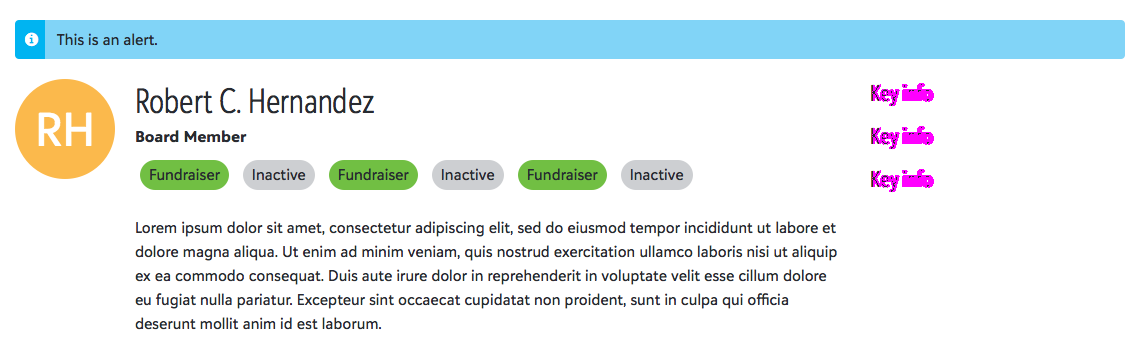 This is an alert.
RH
Robert C. Hernandez
Board Member
Fundraiser Inactive Fundraiser Inactive Fundraiser Inactive
Lorem ipsum dolor sit amet, consectetur adipiscing elit, sed do eiusmod tempor incididunt ut labore et
dolore magna aliqua. Ut enim ad minim veniam, quis nostrud exercitation ullamco laboris nisi ut aliquip
ex ea commodo consequat. Duis aute irure dolor in reprehenderit in voluptate velit esse cillum dolore
eu fugiat nulla pariatur. Excepteur sint occaecat cupidatat non proident, sunt in culpa qui officia
deserunt mollit anim id est laborum.
Key info
Key info
Key info